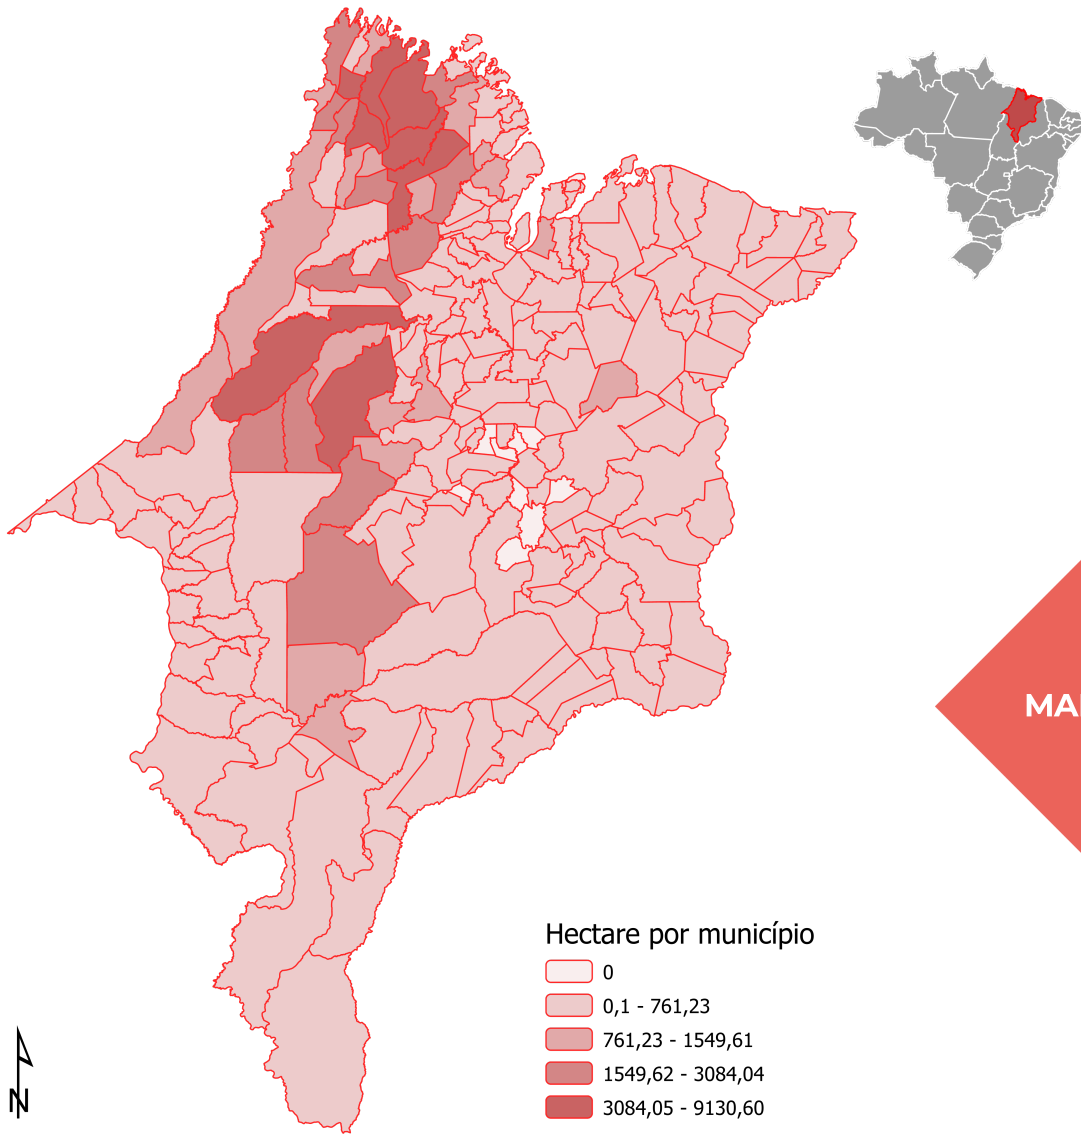 MA
Hectare por município
0
0,1 - 761,23
761,23 - 1549,61
1549,62 - 3084,04
3084,05 - 9130,60
N